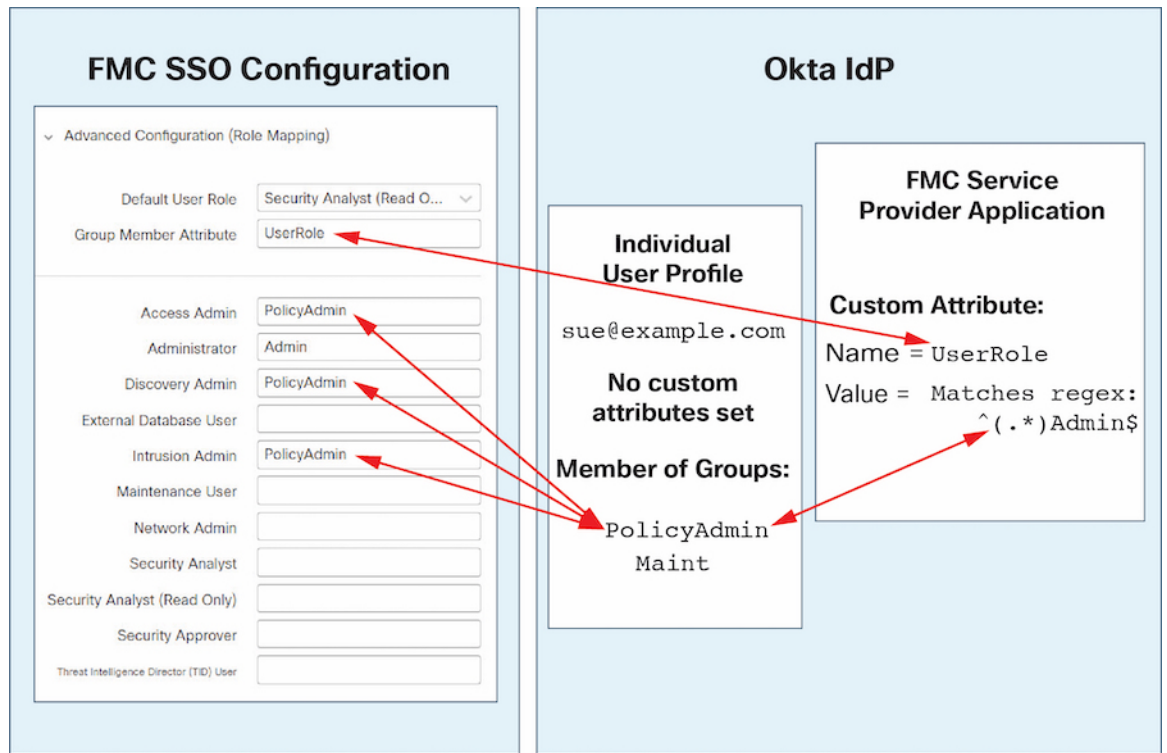 FMC SSO Configuration
Advanced Configuration (Role Mapping)
Default User Role
Security Analyst (Read O...
Group Member Attribute
UserRole
Access Admin
PolicyAdmin
Administrator
Admin
Discovery Admin
PolicyAdmin
External Database User
Intrusion Admin
PolicyAdmin
Maintenance User
Network Admin
Security Analyst
Security Analyst (Read Only)
Security Approver
Threat Intelligence Director (TID) User
Okta IdP
Individual
User Profile
sue@example.com
No custom
attributes set
Member of Groups:
PolicyAdmin
Maint
FMC Service
Provider Application
Custom Attribute:
Name = UserRole
Value = Matches regex:
^(.*)Admin$